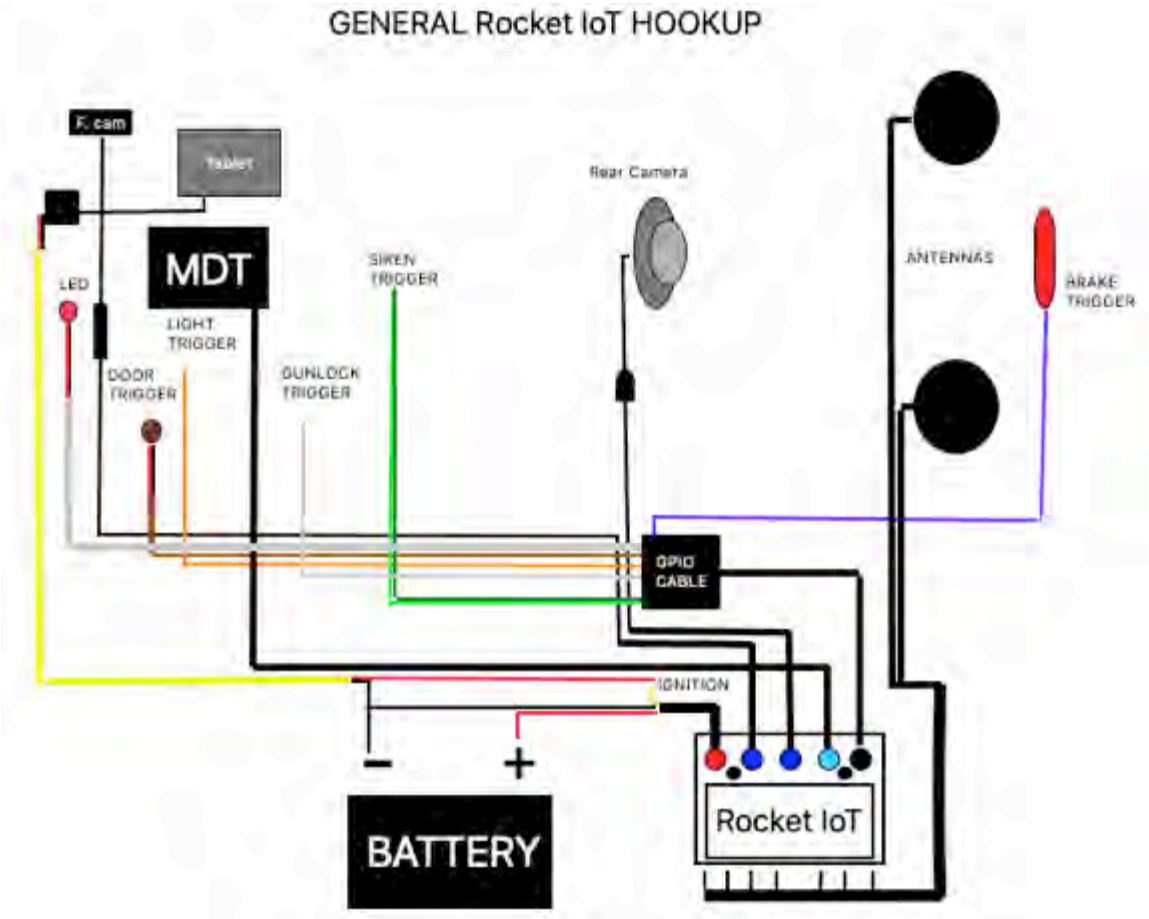 GENERAL Rocket IoT HOOKUP
F. cam
Tablet
Rear Camera
MDT
SIREN
TRIGGER
ANTENNAS
LED
BRAKE
TRIGGER
LIGHT
TRIGGER
DOOR
TRIGGER
GUNLOCK
TRIGGER
GPIO
CABLE
IGNITION
− +
BATTERY
Rocket IoT